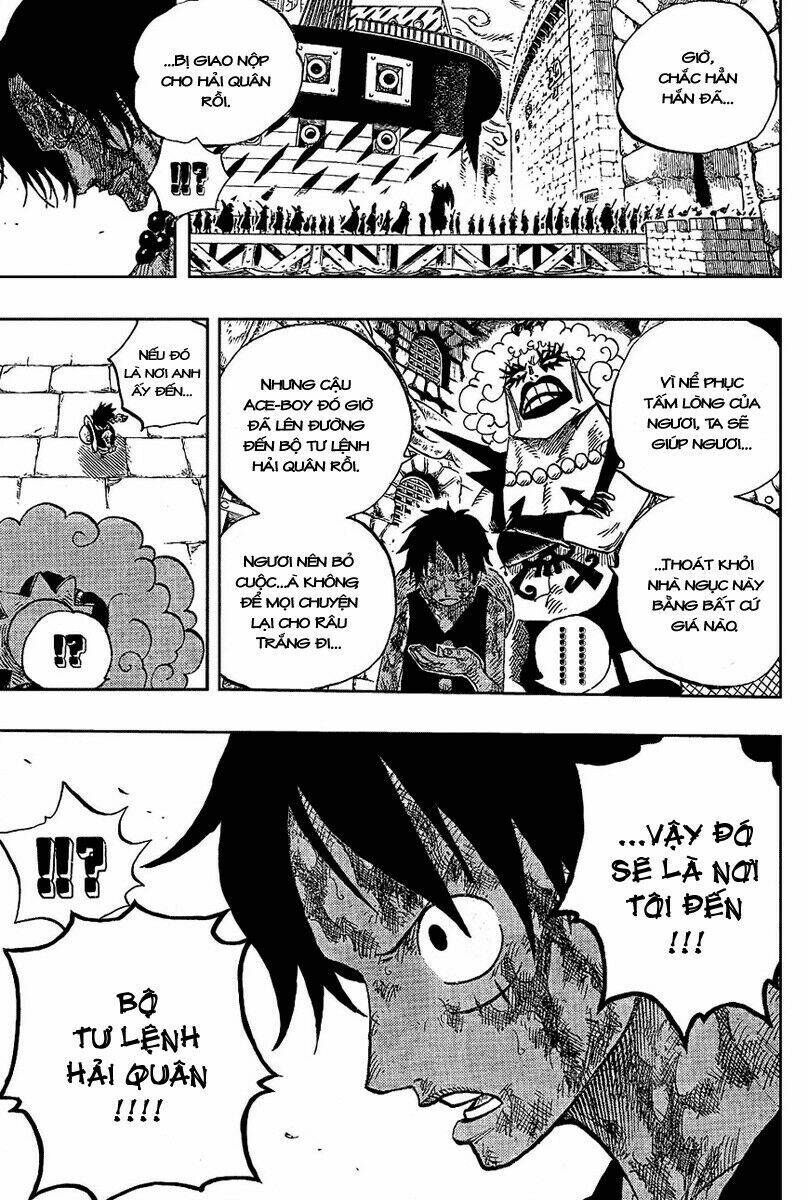 GIỜ,
CHẮC HẲN
HẮN ĐÃ...
...BỊ GIAO NỘP
CHO HẢI QUÂN
RỒI.
!!?
VÌ NỂ PHỤC
TẤM LÒNG CỦA
NGƯƠI, TA SẼ
GIÚP NGƯƠI...
...THOÁT KHỎI
NHÀ NGỤC NÀY
BẰNG BẤT CỨ
GIÁ NÀO.
!!
NHƯNG CẬU
ACE-BOY ĐÓ GIỜ
ĐÃ LÊN ĐƯỜNG
ĐẾN BỘ TƯ LỆNH
HẢI QUÂN RỒI.
NGƯƠI NÊN BỎ
CUỘC...À KHÔNG
ĐỂ MỌI CHUYỆN
LẠI CHO RÂU
TRẮNG ĐI...
NẾU ĐÓ
LÀ NƠI ANH
ẤY ĐẾN...
!?
...VẬY ĐÓ
SẼ LÀ NƠI
TÔI ĐẾN
!!!
!!?
BỘ
TƯ LỆNH
HẢI QUÂN
!!!!